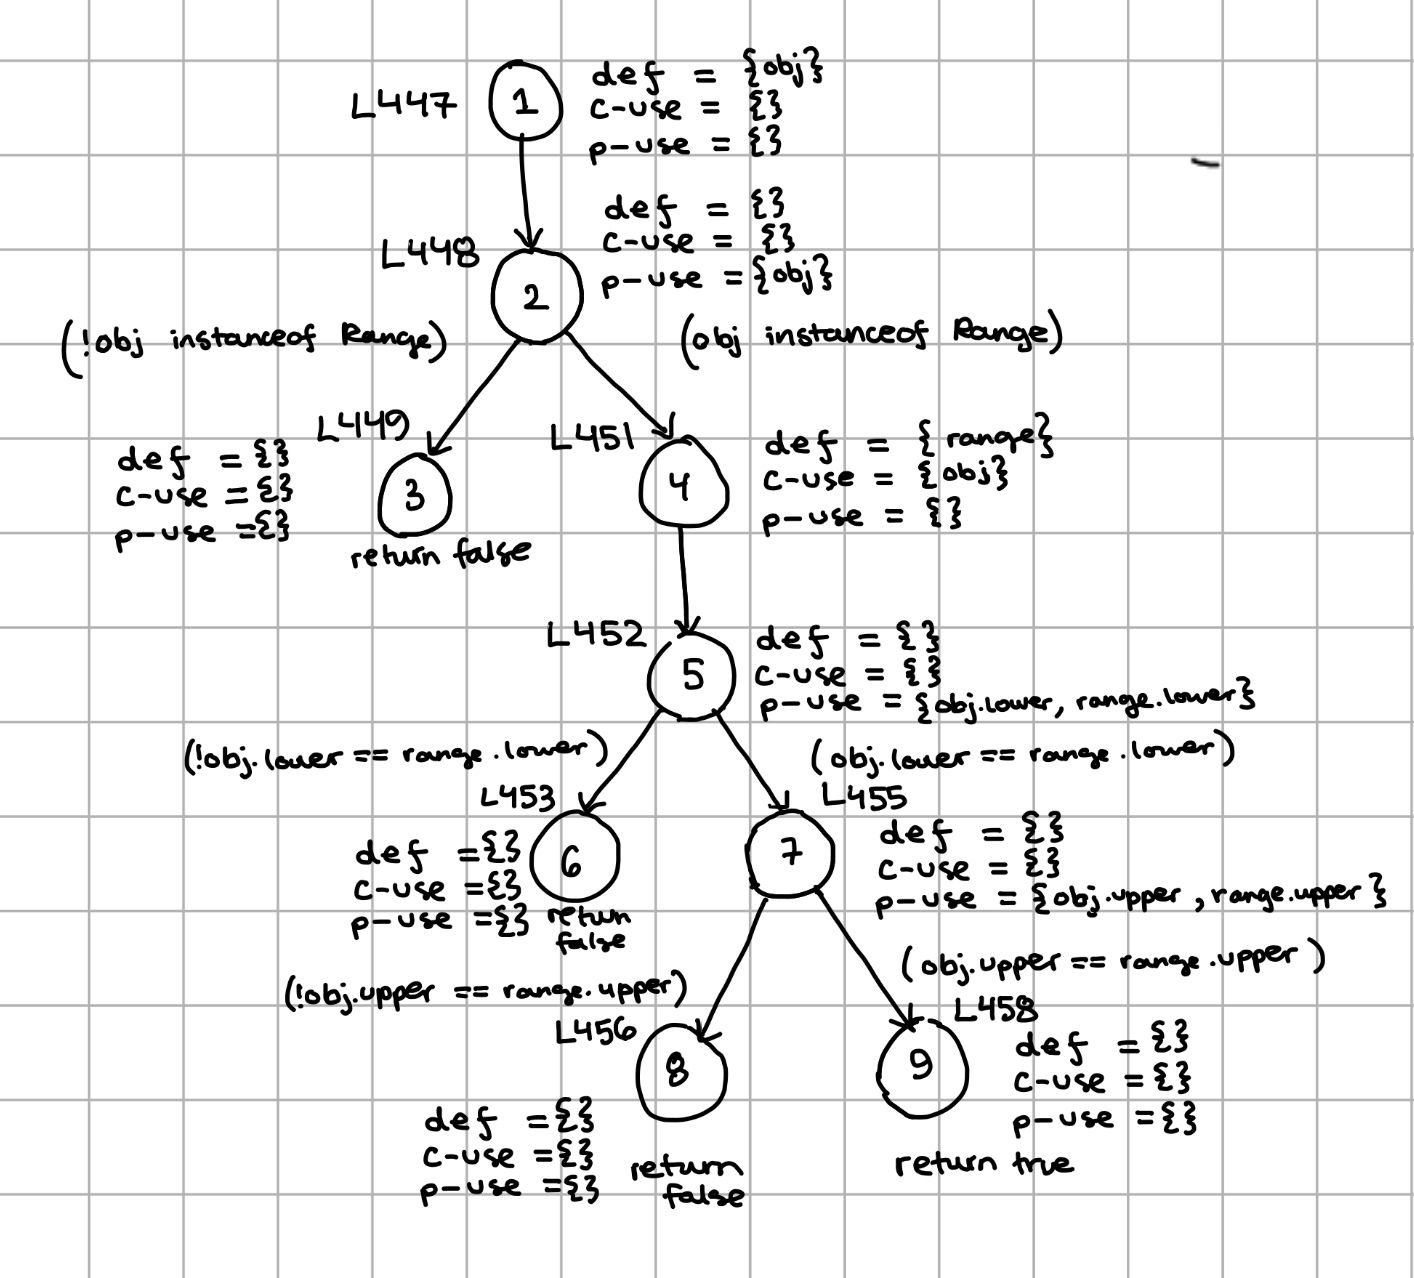 L447
1
def = {obj}
c-use = {}
p-use = {}
L448
2
def = {}
c-use = {}
p-use = {obj}
(!obj instanceof Range)
(obj instanceof Range)
L449
def = {}
c-use = {}
p-use = {}
3
return false
L451
4
def = {range}
c-use = {obj}
p-use = {}
L452
5
def = {}
c-use = {}
p-use = {obj.lower, range.lower}
(!obj.lower == range.lower)
(obj.lower == range.lower)
L453
def = {}
c-use = {}
p-use = {}
6
return
false
L455
7
def = {}
c-use = {}
p-use = {obj.upper, range.upper}
(!obj.upper == range.upper)
(obj.upper == range.upper)
L456
8
def = {}
c-use = {}
p-use = {}
return
false
L458
9
def = {}
c-use = {}
p-use = {}
return true